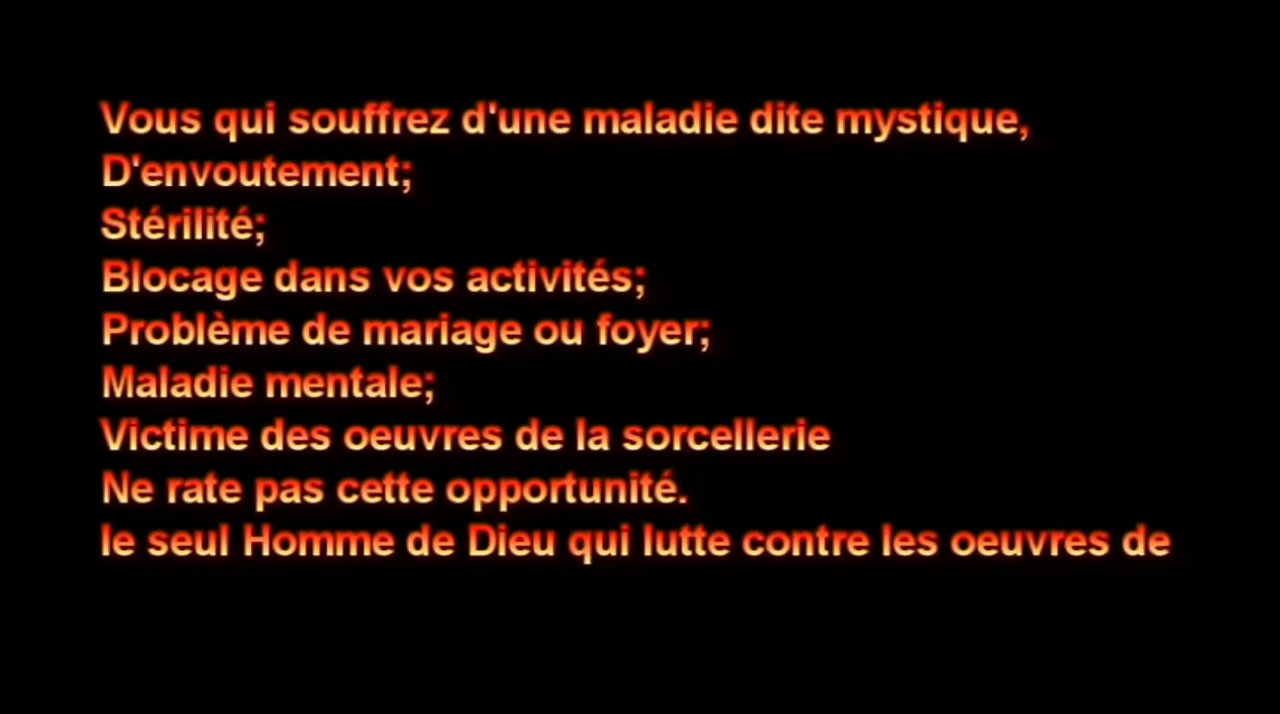 Vous qui souffrez d'une maladie dite mystique,
D'envoutement;
Stérilité;
Blocage dans vos activités;
Problème de mariage ou foyer;
Maladie mentale;
Victime des oeuvres de la sorcellerie
Ne rate pas cette opportunité.
le seul Homme de Dieu qui lutte contre les oeuvres de